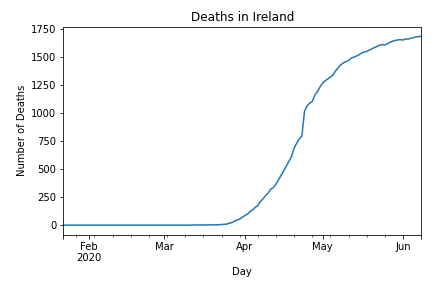 Deaths in Ireland
1750
1500
1250
1000
750
500
250
0
Number of Deaths
Feb
2020
Mar
Apr
May
Jun
Day